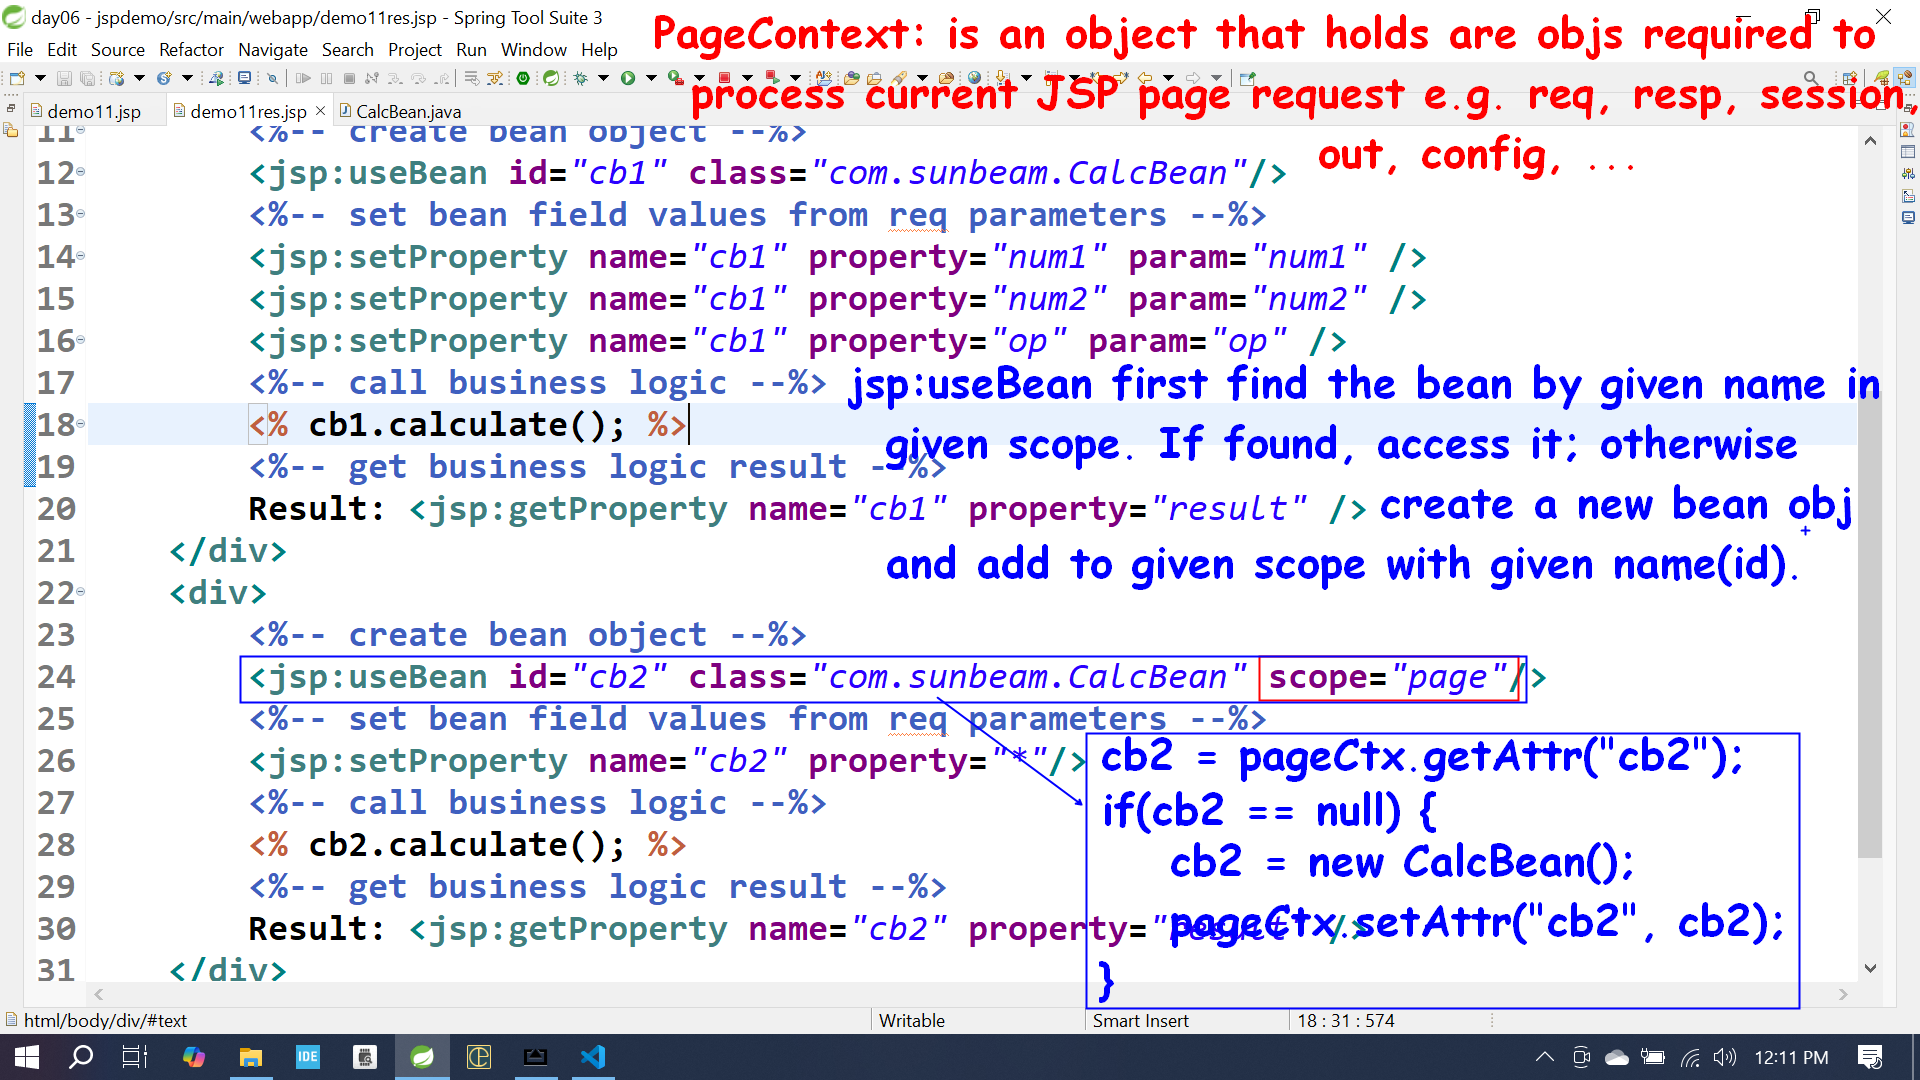 day06 - jspdemo/src/main/webapp/demo11res.jsp - Spring Tool Suite 3
PageContext: is an object that holds are objs required to
File Edit Source Refactor Navigate Search Project Run Window Help
process current JSP page request e.g. req, resp, session,
demo11.jsp demo11res.jsp CalcBean.java
out, config, ...
11 <%-- create bean object --%>
12 <jsp:useBean id="cb1" class="com.sunbeam.CalcBean"/>
13 <%-- set bean field values from req parameters --%>
14 <jsp:setProperty name="cb1" property="num1" param="num1" />
15 <jsp:setProperty name="cb1" property="num2" param="num2" />
16 <jsp:setProperty name="cb1" property="op" param="op" />
17 <%-- call business logic --%>
jsp:useBean first find the bean by given name in
18 <% cb1.calculate(); %>
given scope. If found, access it; otherwise
19 <%-- get business logic result --%>
20 Result: <jsp:getProperty name="cb1" property="result" />
create a new bean obj
21 </div>
and add to given scope with given name(id).
22 <div>
23 <%-- create bean object --%>
24 <jsp:useBean id="cb2" class="com.sunbeam.CalcBean" scope="page"/>
25 <%-- set bean field values from req parameters --%>
26 <jsp:setProperty name="cb2" property="*"/>
cb2 = pageCtx.getAttr("cb2");
27 <%-- call business logic --%>
if(cb2 == null) {
28 <% cb2.calculate(); %>
cb2 = new CalcBean();
29 <%-- get business logic result --%>
30 Result: <jsp:getProperty name="cb2" property="result" />
pageCtx.setAttr("cb2", cb2);
31 </div>
}
html/body/div/#text Writable Smart Insert 18 : 31 : 574
IDE 12:11 PM